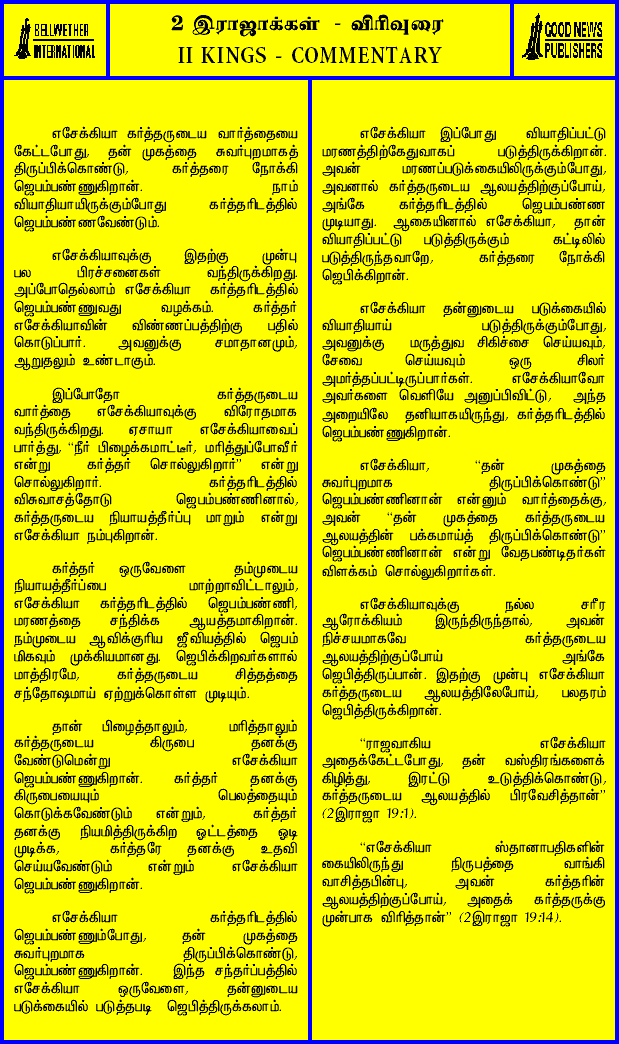 BELLWETHER
INTERNATIONAL
2 இராஜாக்கள் - விரிவுரை
II KINGS - COMMENTARY
GOOD NEWS
PUBLISHERS
எசேக்கியா கர்த்தருடைய வார்த்தையை
கேட்டபோது, தன் முகத்தை சுவர்புறமாகத்
திருப்பிக்கொண்டு, கர்த்தரை நோக்கி
ஜெபம்பண்ணுகிறான். நாம்
வியாதியாயிருக்கும்போது கர்த்தரிடத்தில்
ஜெபம்பண்ணவேண்டும்.
எசேக்கியாவுக்கு இதற்கு முன்பு
பல பிரச்சனைகள் வந்திருக்கிறது.
அப்போதெல்லாம் எசேக்கியா கர்த்தரிடத்தில்
ஜெபம்பண்ணுவது வழக்கம். கர்த்தர்
எசேக்கியாவின் விண்ணப்பத்திற்கு பதில்
கொடுப்பார். அவனுக்கு சமாதானமும்,
ஆறுதலும் உண்டாகும்.
இப்போதோ கர்த்தருடைய
வார்த்தை எசேக்கியாவுக்கு விரோதமாக
வந்திருக்கிறது. ஏசாயா எசேக்கியாவைப்
பார்த்து, “நீர் பிழைக்கமாட்டீர், மரித்துப்போவீர்
என்று கர்த்தர் சொல்லுகிறார்” என்று
சொல்லுகிறார். கர்த்தரிடத்தில்
விசுவாசத்தோடு ஜெபம்பண்ணினால்,
கர்த்தருடைய நியாயத்தீர்ப்பு மாறும் என்று
எசேக்கியா நம்புகிறான்.
கர்த்தர் ஒருவேளை தம்முடைய
நியாயத்தீர்ப்பை மாற்றாவிட்டாலும்,
எசேக்கியா கர்த்தரிடத்தில் ஜெபம்பண்ணி,
மரணத்தை சந்திக்க ஆயத்தமாகிறான்.
நம்முடைய ஆவிக்குரிய ஜீவியத்தில் ஜெபம்
மிகவும் முக்கியமானது. ஜெபிக்கிறவர்களால்
மாத்திரமே, கர்த்தருடைய சித்தத்தை
சந்தோஷமாய் ஏற்றுக்கொள்ள முடியும்.
தான் பிழைத்தாலும், மரித்தாலும்
கர்த்தருடைய கிருபை தனக்கு
வேண்டுமென்று எசேக்கியா
ஜெபம்பண்ணுகிறான். கர்த்தர் தனக்கு
கிருபையையும் பெலத்தையும்
கொடுக்கவேண்டும் என்றும், கர்த்தர்
தனக்கு நியமித்திருக்கிற ஓட்டத்தை ஓடி
முடிக்க, கர்த்தரே தனக்கு உதவி
செய்யவேண்டும் என்றும் எசேக்கியா
ஜெபம்பண்ணுகிறான்.
எசேக்கியா கர்த்தரிடத்தில்
ஜெபம்பண்ணும்போது, தன் முகத்தை
சுவர்புறமாக திருப்பிக்கொண்டு,
ஜெபம்பண்ணுகிறான். இந்த சந்தர்ப்பத்தில்
எசேக்கியா ஒருவேளை, தன்னுடைய
படுக்கையில் படுத்தபடி ஜெபித்திருக்கலாம்.
எசேக்கியா இப்போது வியாதிப்பட்டு
மரணத்திற்கேதுவாகப் படுத்திருக்கிறான்.
அவன் மரணப்படுக்கையிலிருக்கும்போது,
அவனால் கர்த்தருடைய ஆலயத்திற்குப்போய்,
அங்கே கர்த்தரிடத்தில் ஜெபம்பண்ண
முடியாது. ஆகையினால் எசேக்கியா, தான்
வியாதிப்பட்டு படுத்திருக்கும் கட்டிலில்
படுத்திருந்தவாறே, கர்த்தரை நோக்கி
ஜெபிக்கிறான்.
எசேக்கியா தன்னுடைய படுக்கையில்
வியாதியாய் படுத்திருக்கும்போது,
அவனுக்கு மருத்துவ சிகிச்சை செய்யவும்,
சேவை செய்யவும் ஒரு சிலர்
அமர்த்தப்பட்டிருப்பார்கள். எசேக்கியாவோ
அவர்களை வெளியே அனுப்பிவிட்டு, அந்த
அறையிலே தனியாகயிருந்து, கர்த்தரிடத்தில்
ஜெபம்பண்ணுகிறான்.
எசேக்கியா, “தன் முகத்தை
சுவர்புறமாக திருப்பிக்கொண்டு”
ஜெபம்பண்ணினான் என்னும் வார்த்தைக்கு,
அவன் “தன் முகத்தை கர்த்தருடைய
ஆலயத்தின் பக்கமாய்த் திருப்பிக்கொண்டு”
ஜெபம்பண்ணினான் என்று வேதபண்டிதர்கள்
விளக்கம் சொல்லுகிறார்கள்.
எசேக்கியாவுக்கு நல்ல சரீர
ஆரோக்கியம் இருந்திருந்தால், அவன்
நிச்சயமாகவே கர்த்தருடைய
ஆலயத்திற்குப்போய் அங்கே
ஜெபித்திருப்பான். இதற்கு முன்பு எசேக்கியா
கர்த்தருடைய ஆலயத்திலேபோய், பலதரம்
ஜெபித்திருக்கிறான்.
“ராஜாவாகிய எசேக்கியா
அதைக்கேட்டபோது, தன் வஸ்திரங்களைக்
கிழித்து, இரட்டு உடுத்திக்கொண்டு,
கர்த்தருடைய ஆலயத்தில் பிரவேசித்தான்”
(2இராஜா 19:1).
“எசேக்கியா ஸ்தானாபதிகளின்
கையிலிருந்து நிருபத்தை வாங்கி
வாசித்தபின்பு, அவன் கர்த்தரின்
ஆலயத்திற்குப்போய், அதைக் கர்த்தருக்கு
முன்பாக விரித்தான்” (2இராஜா 19:14).